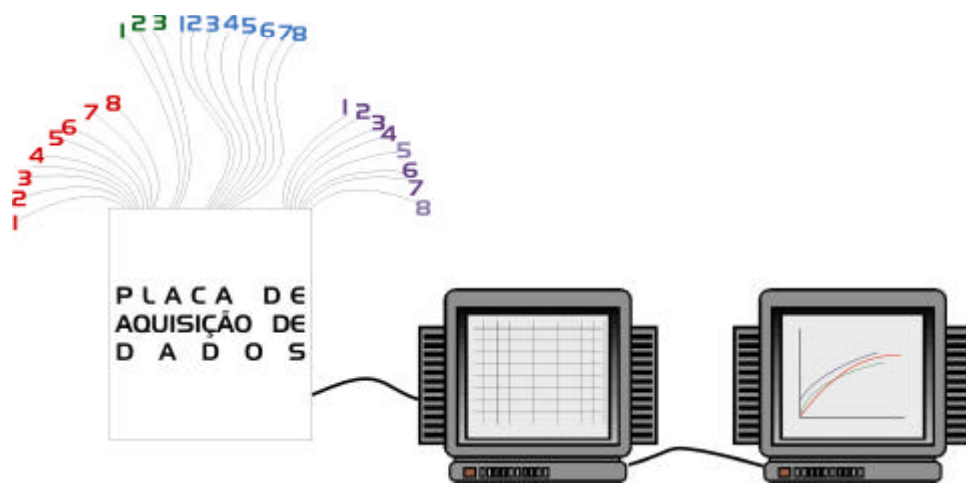 1 2 3 1 2 3 4 5 6 7 8
1 2 3 4 5 6 7 8
1 2 3 4 5 6 7 8
PLACA DE
AQUISIÇÃO DE
DADOS